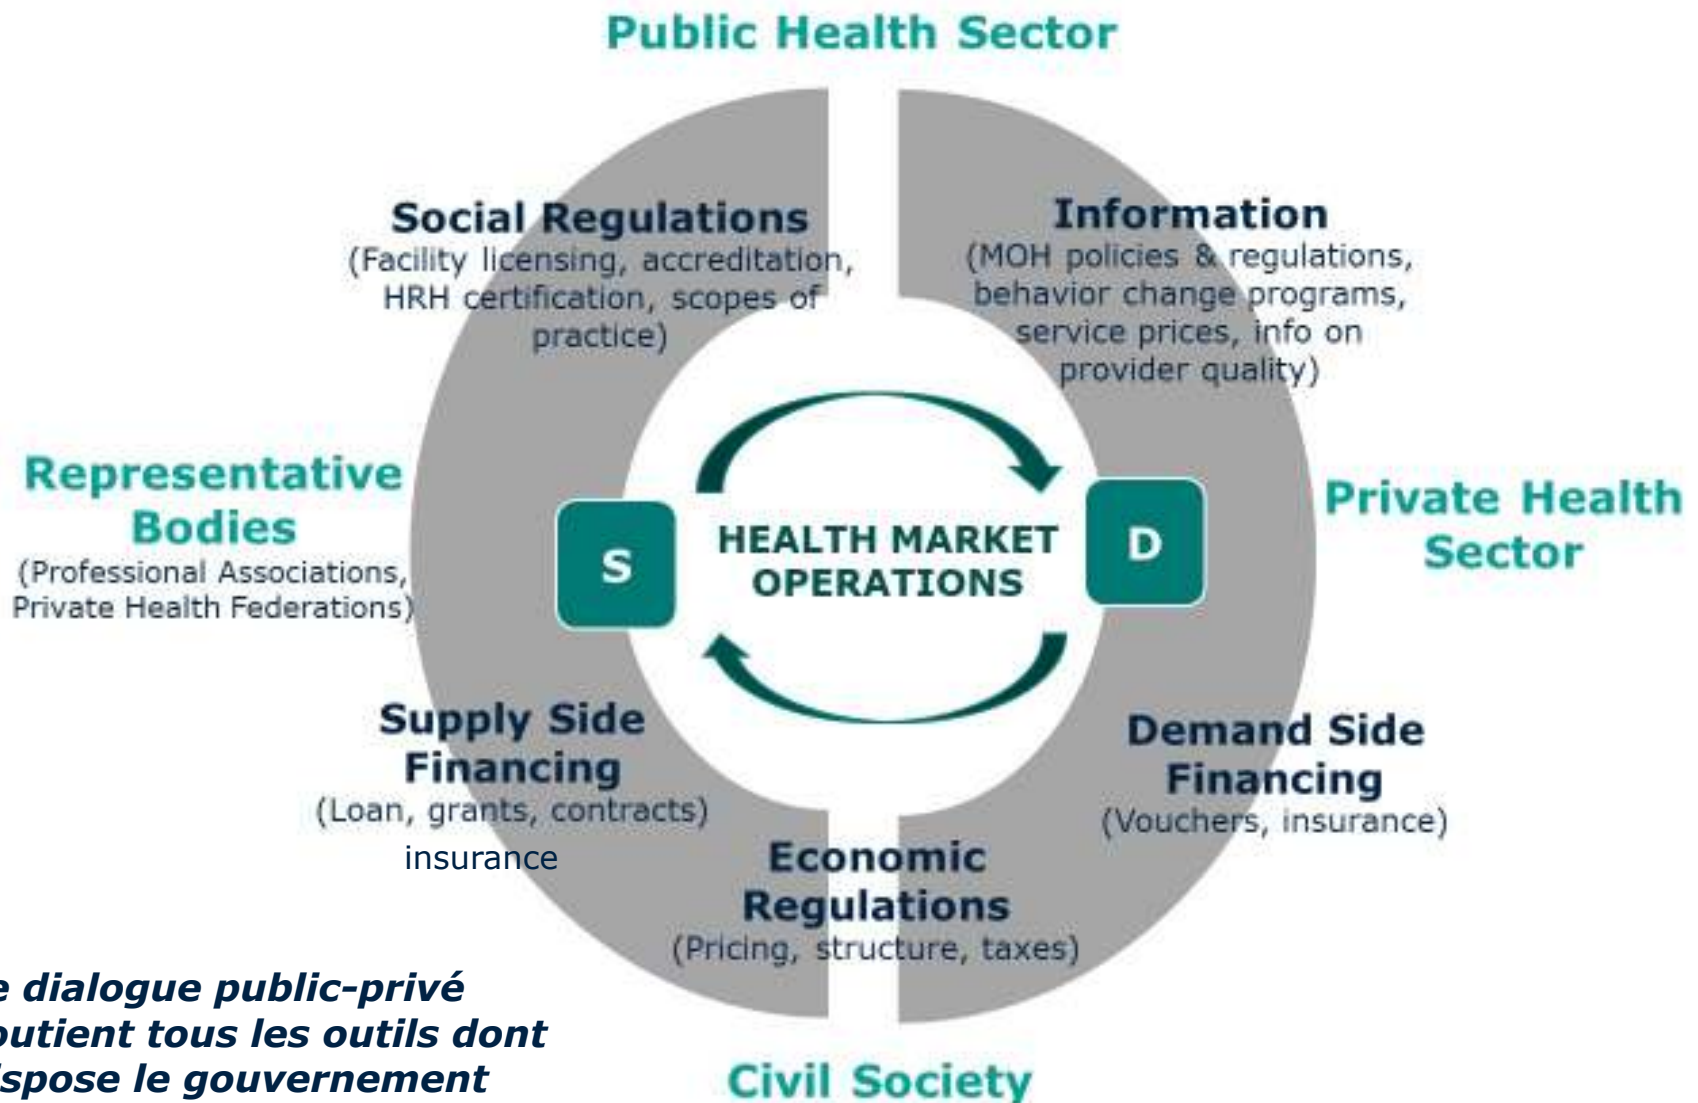 Public Health Sector
Social Regulations
(Facility licensing, accreditation,
HRH certification, scopes of
practice)
Information
(MOH policies & regulations,
behavior change programs,
service prices, info on
provider quality)
Representative
Bodies
(Professional Associations,
Private Health Federations)
S
HEALTH MARKET
OPERATIONS
D
Private Health
Sector
Supply Side
Financing
(Loan, grants, contracts)
insurance
Demand Side
Financing
(Vouchers, insurance)
Economic
Regulations
(Pricing, structure, taxes)
e dialogue public-privé
outient tous les outils dont
ispose le gouvernement
Civil Society